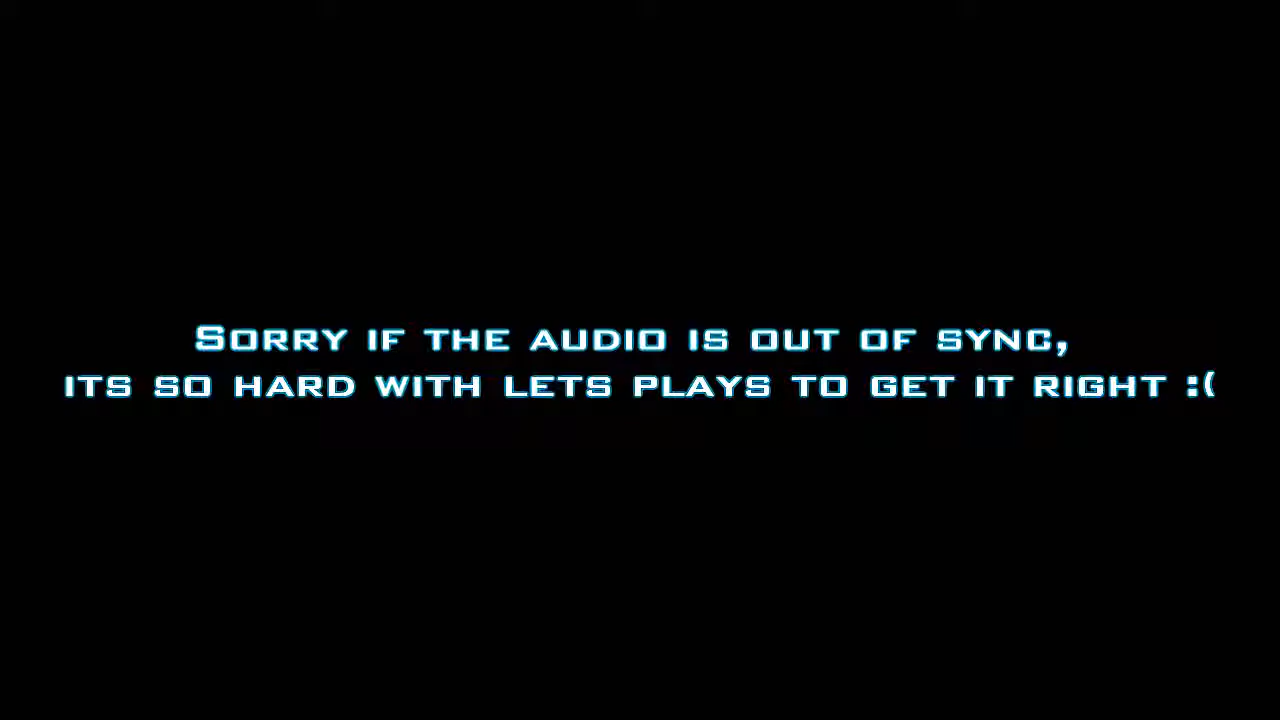 Sorry if the audio is out of sync,
its so hard with lets plays to get it right :(